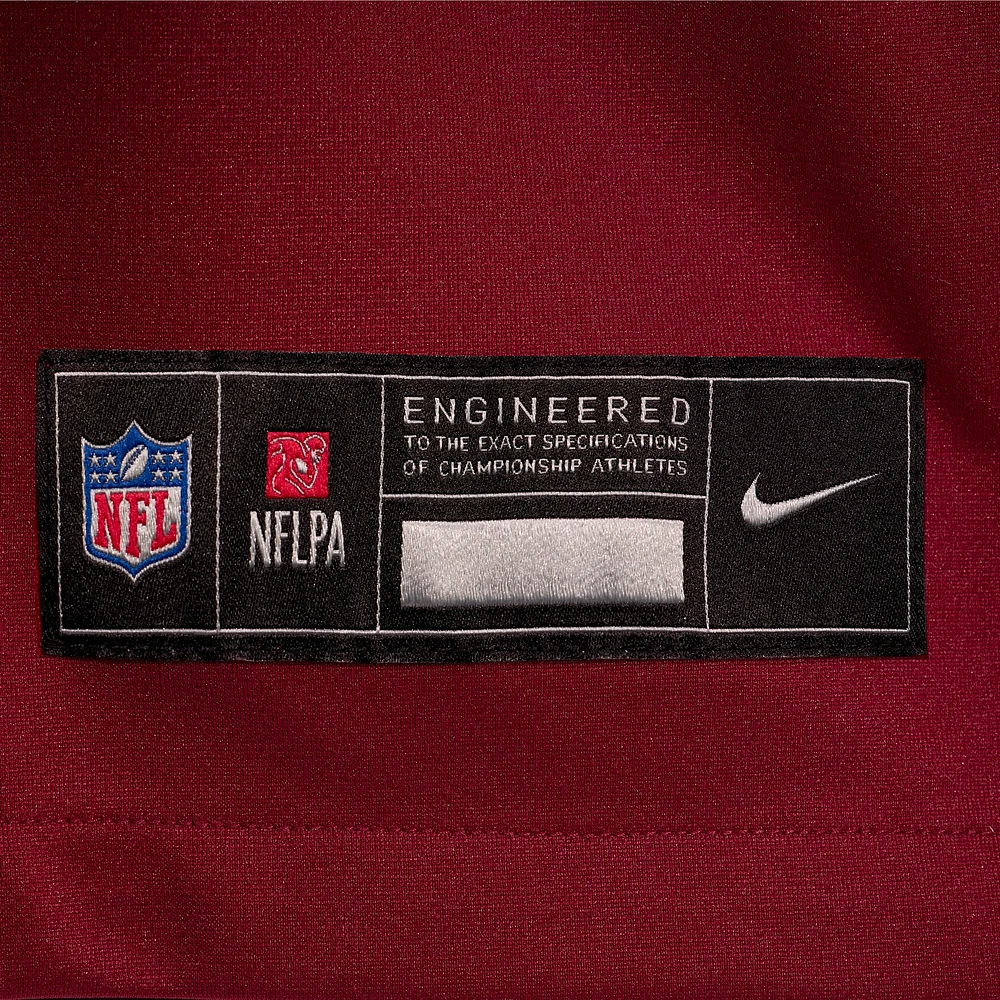 NFL
NFLPA
ENGINEERED
TO THE EXACT SPECIFICATIONS
OF CHAMPIONSHIP ATHLETES